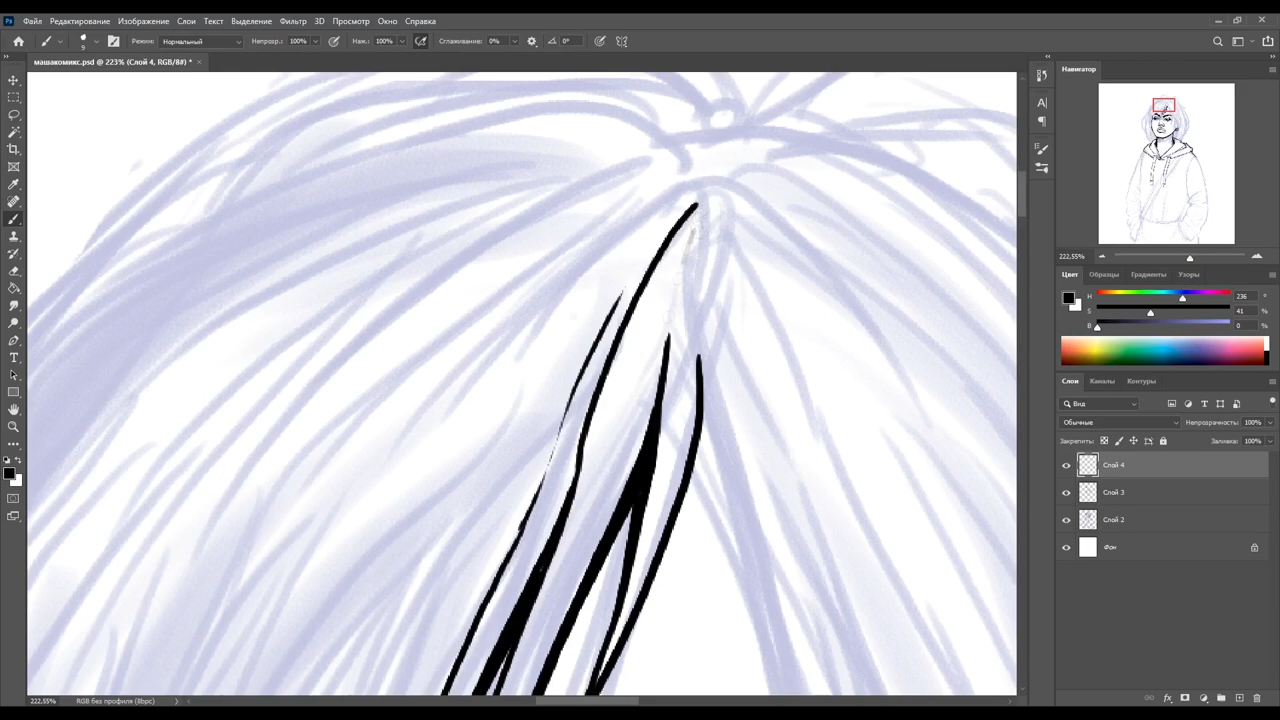 Ps Файл Редактирование Изображение Слои Текст Выделение Фильтр 3D Просмотр Окно Справка
9 Режим: Нормальный Непрозр.: 100% Наж.: 100% Сглаживание: 0% 0°
машакомикс.psd @ 223% (Слой 4, RGB/8#) * ×
Навигатор
222,55%
Цвет Образцы Градиенты Узоры
H 236 °
S 41 %
B 0 %
Слои Каналы Контуры
Вид
Обычные Непрозрачность: 100%
Закрепить: Заливка: 100%
Слой 4
Слой 3
Слой 2
Фон
222,55% RGB без профиля (8bpc)